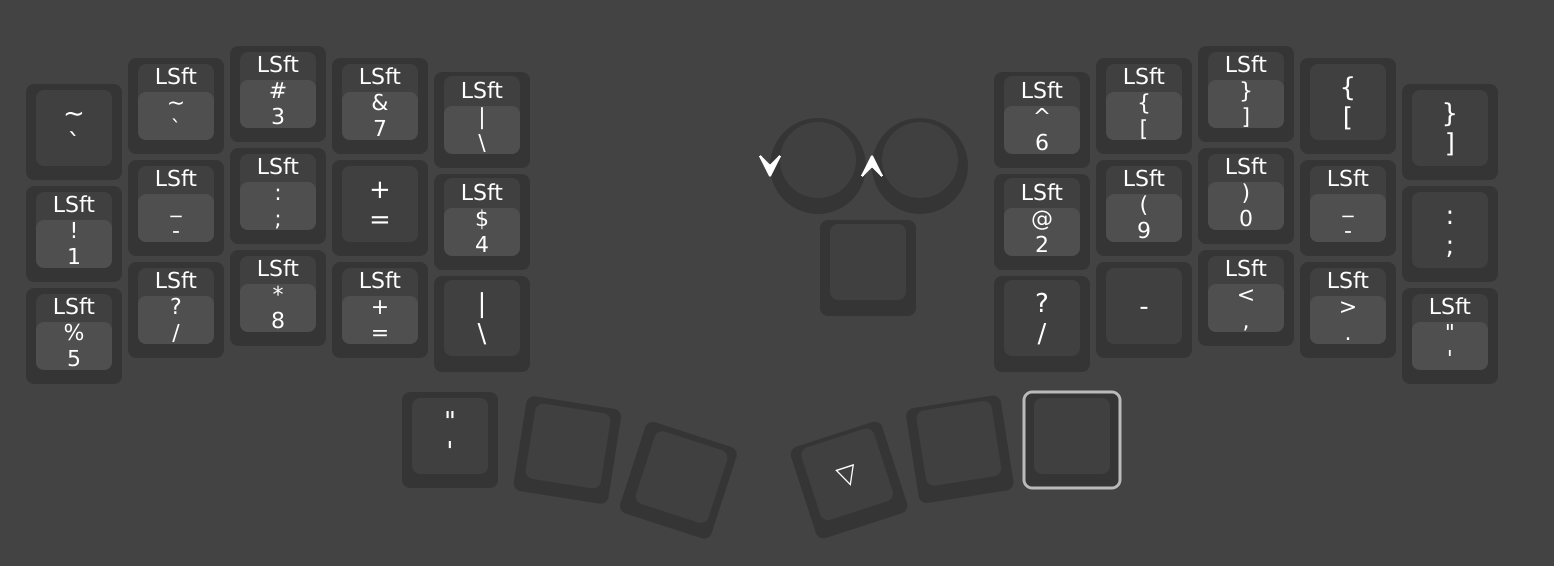 ~
`
LSft
~
`
LSft
#
3
LSft
&
7
LSft
|
\
LSft
^
6
LSft
{
[
LSft
}
]
{
[
}
]
LSft
!
1
LSft
_
-
LSft
:
;
+
=
LSft
$
4
LSft
@
2
LSft
(
9
LSft
)
0
LSft
_
-
:
;
LSft
%
5
LSft
?
/
LSft
*
8
LSft
+
=
|
\
?
/
-
LSft
<
,
LSft
>
.
LSft
"
'
"
'